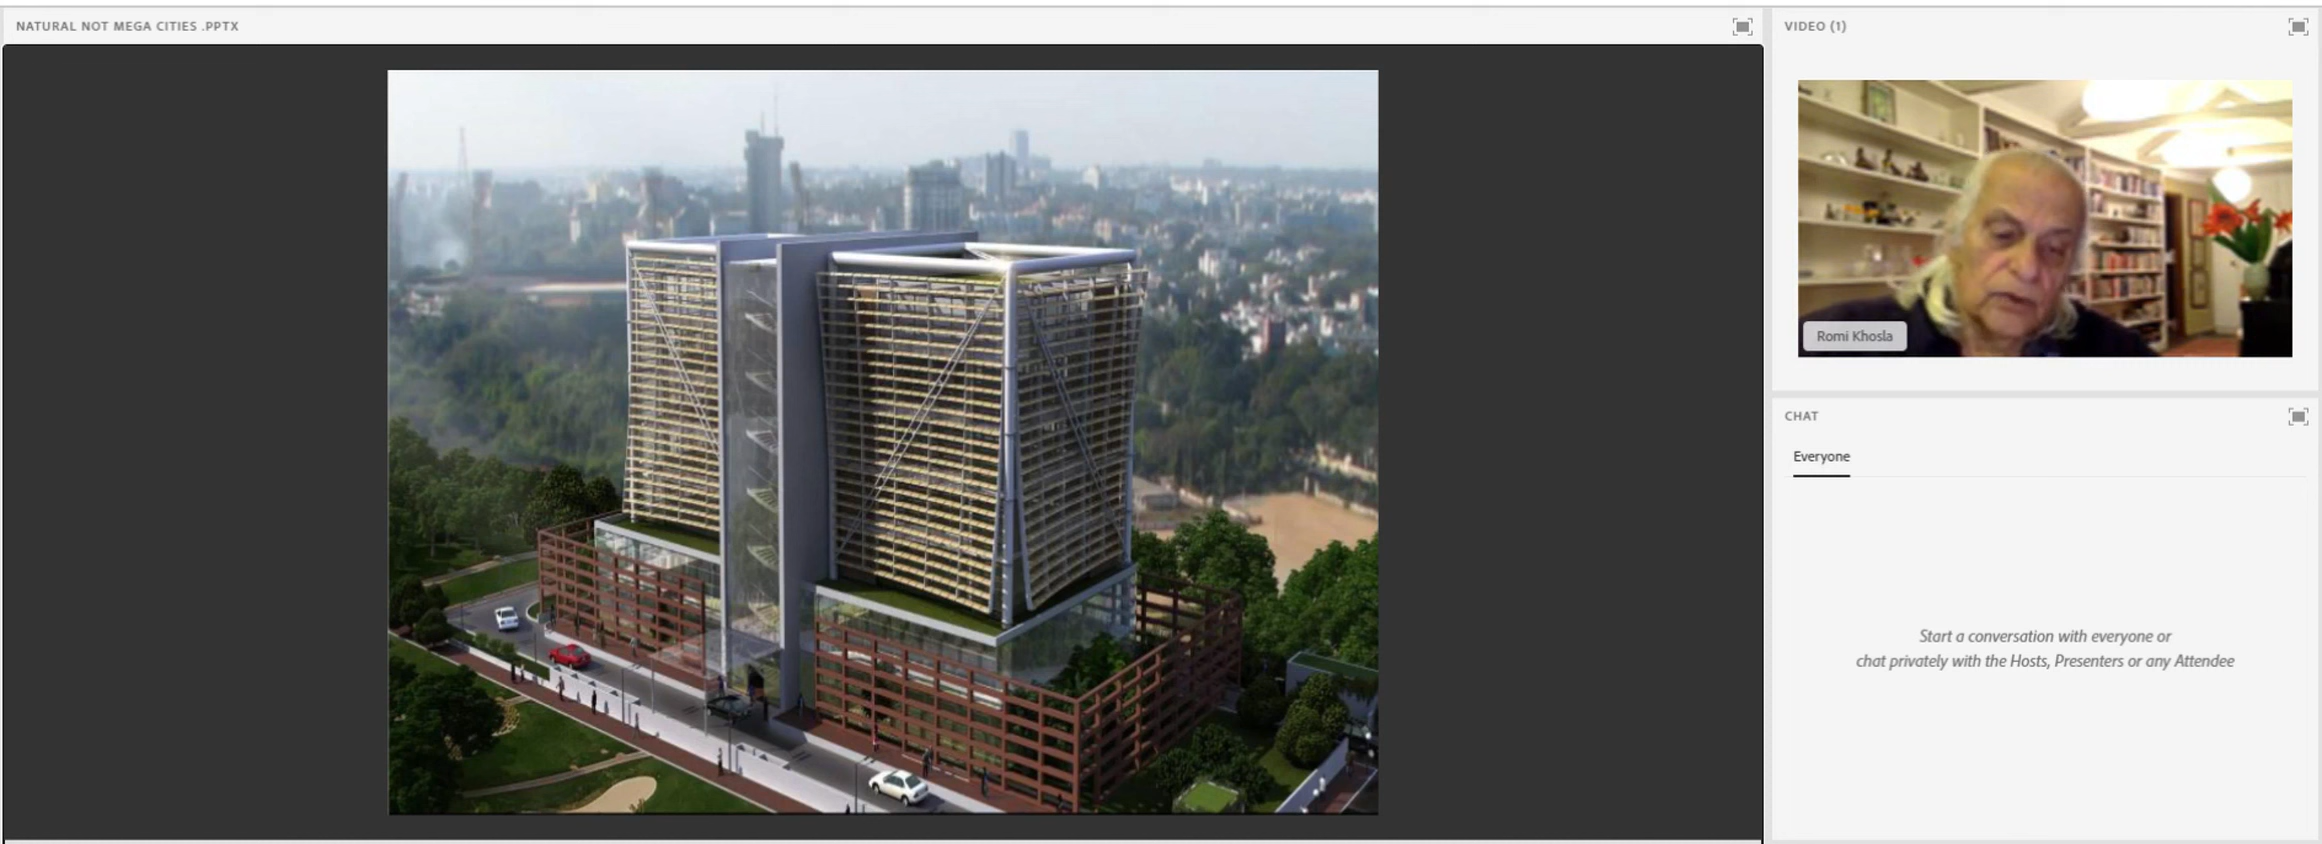 NATURAL NOT MEGA CITIES .PPTX
VIDEO (1)
Romi Khosla
CHAT
Everyone
Start a conversation with everyone or
chat privately with the Hosts, Presenters or any Attendee